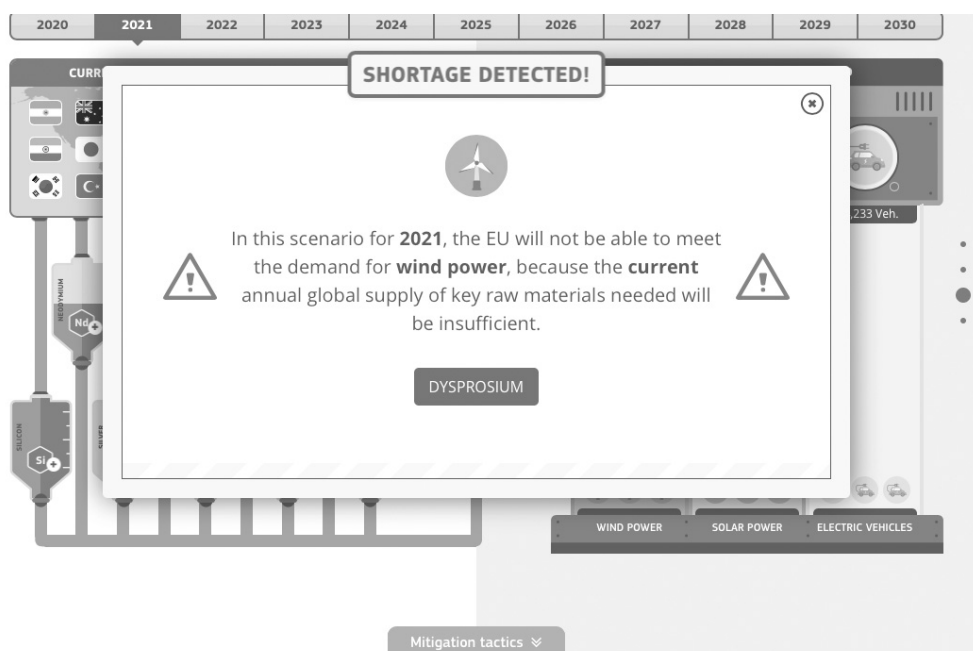 2020 2021 2022 2023 2024 2025 2026 2027 2028 2029 2030
SHORTAGE DETECTED!
In this scenario for 2021, the EU will not be able to meet
the demand for wind power, because the current
annual global supply of key raw materials needed will
be insufficient.
DYSPROSIUM
,233 Veh.
NEODYMIUM
Nd
SILICON
Si
SILVER
WIND POWER
SOLAR POWER
ELECTRIC VEHICLES
Mitigation tactics